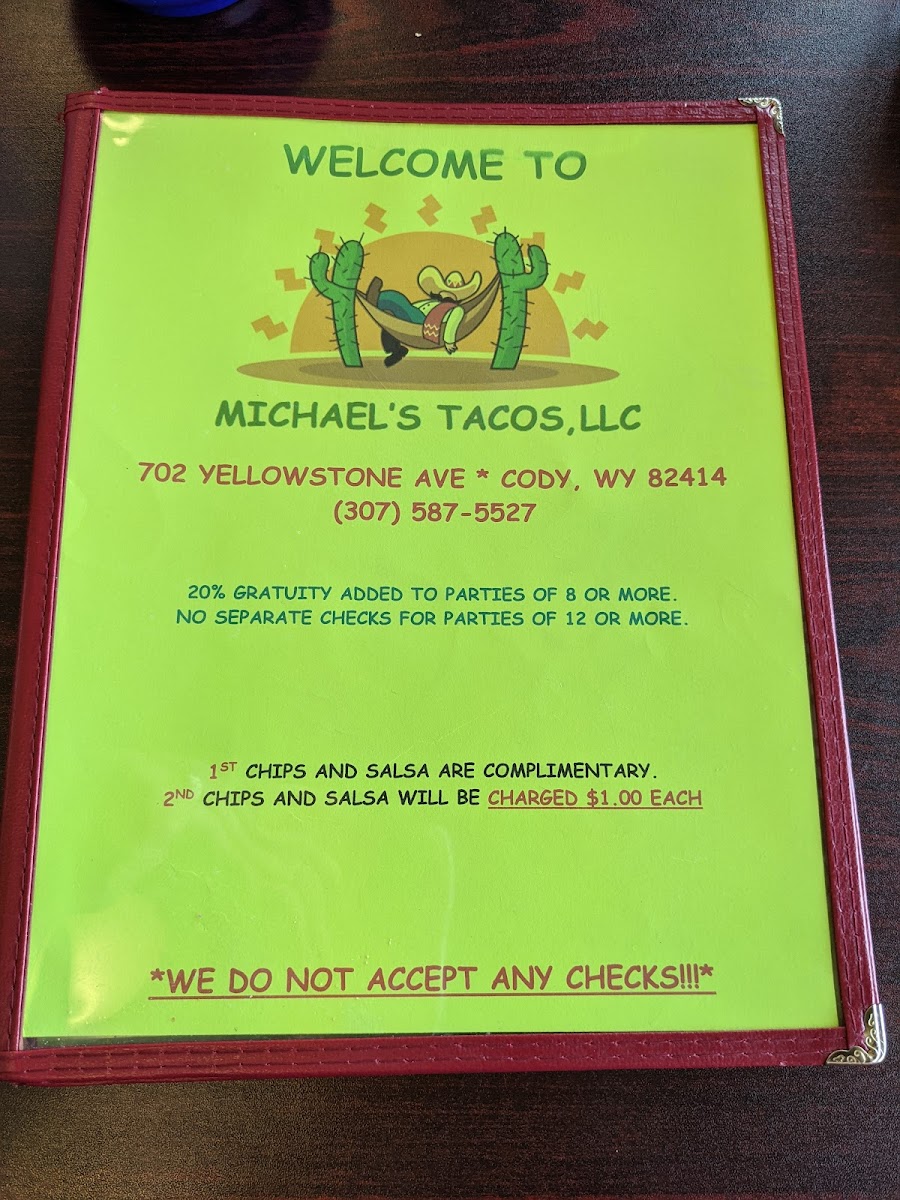 WELCOME TO
MICHAEL'S TACOS,LLC
702 YELLOWSTONE AVE * CODY, WY 82414
(307) 587-5527
20% GRATUITY ADDED TO PARTIES OF 8 OR MORE.
NO SEPARATE CHECKS FOR PARTIES OF 12 OR MORE.
1ST CHIPS AND SALSA ARE COMPLIMENTARY.
2ND CHIPS AND SALSA WILL BE CHARGED $1.00 EACH
*WE DO NOT ACCEPT ANY CHECKS!!!*